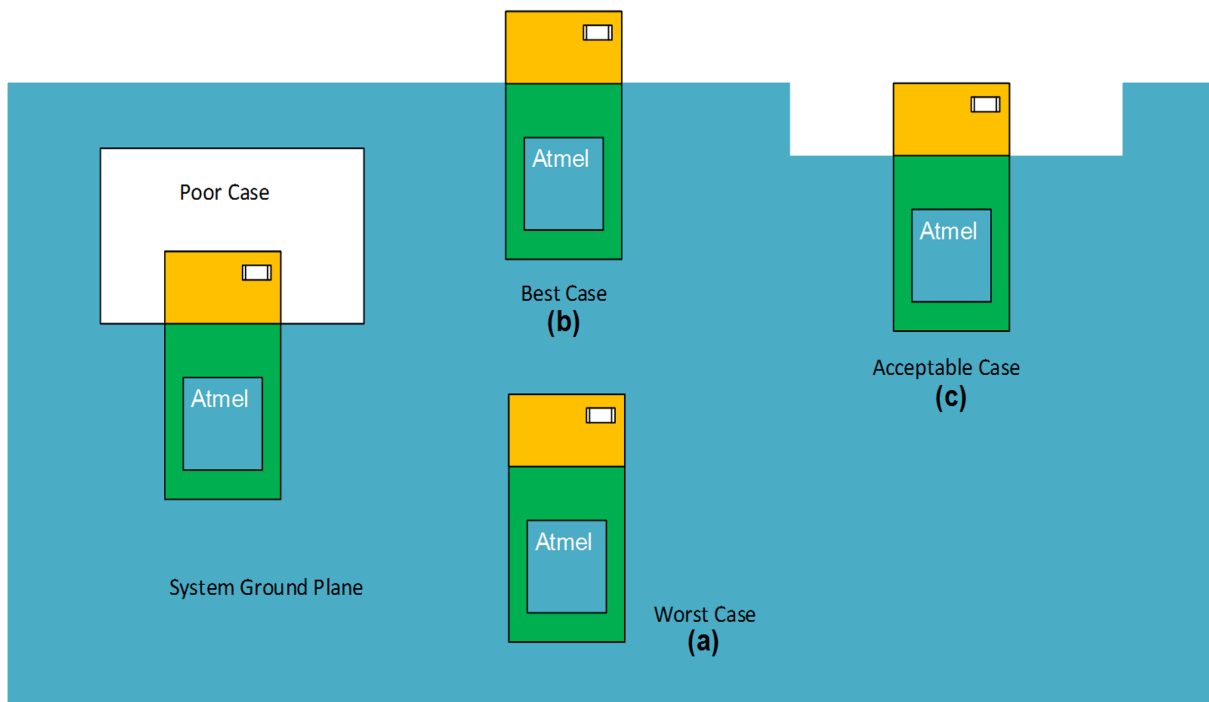 Poor Case
Atmel
System Ground Plane
Atmel
Best Case
(b)
Atmel
Worst Case
(a)
Atmel
Acceptable Case
(c)